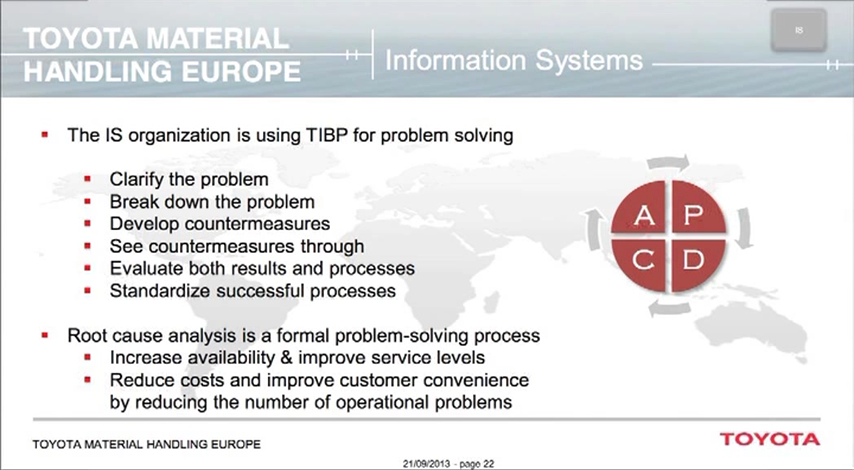 TOYOTA MATERIAL
HANDLING EUROPE
Information Systems
IS
The IS organization is using TIBP for problem solving
Clarify the problem
Break down the problem
Develop countermeasures
See countermeasures through
Evaluate both results and processes
Standardize successful processes
A P
C D
Root cause analysis is a formal problem-solving process
Increase availability & improve service levels
Reduce costs and improve customer convenience
by reducing the number of operational problems
TOYOTA MATERIAL HANDLING EUROPE
TOYOTA
21/09/2013 - page 22